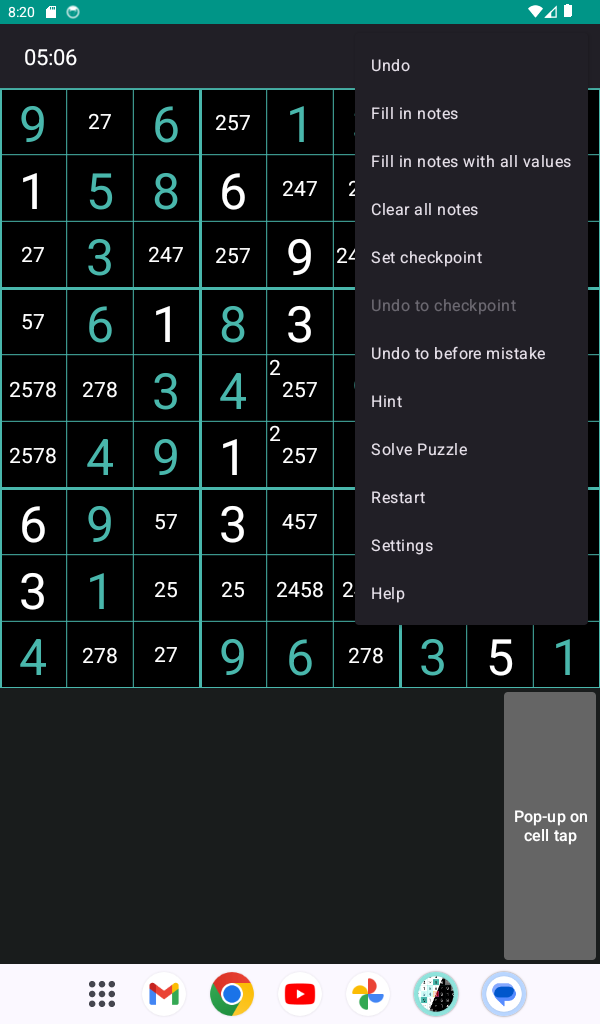 8:20
05:06
Undo
Fill in notes
Fill in notes with all values
Clear all notes
Set checkpoint
Undo to checkpoint
Undo to before mistake
Hint
Solve Puzzle
Restart
Settings
Help
9 27 6 257 1
1 5 8 6 247 2
27 3 247 257 9 24
57 6 1 8 3
2578 278 3 4 2 257
2578 4 9 1 2 257
6 9 57 3 457
3 1 25 25 2458 2
4 278 27 9 6 278 3 5 1
Pop-up on
cell tap